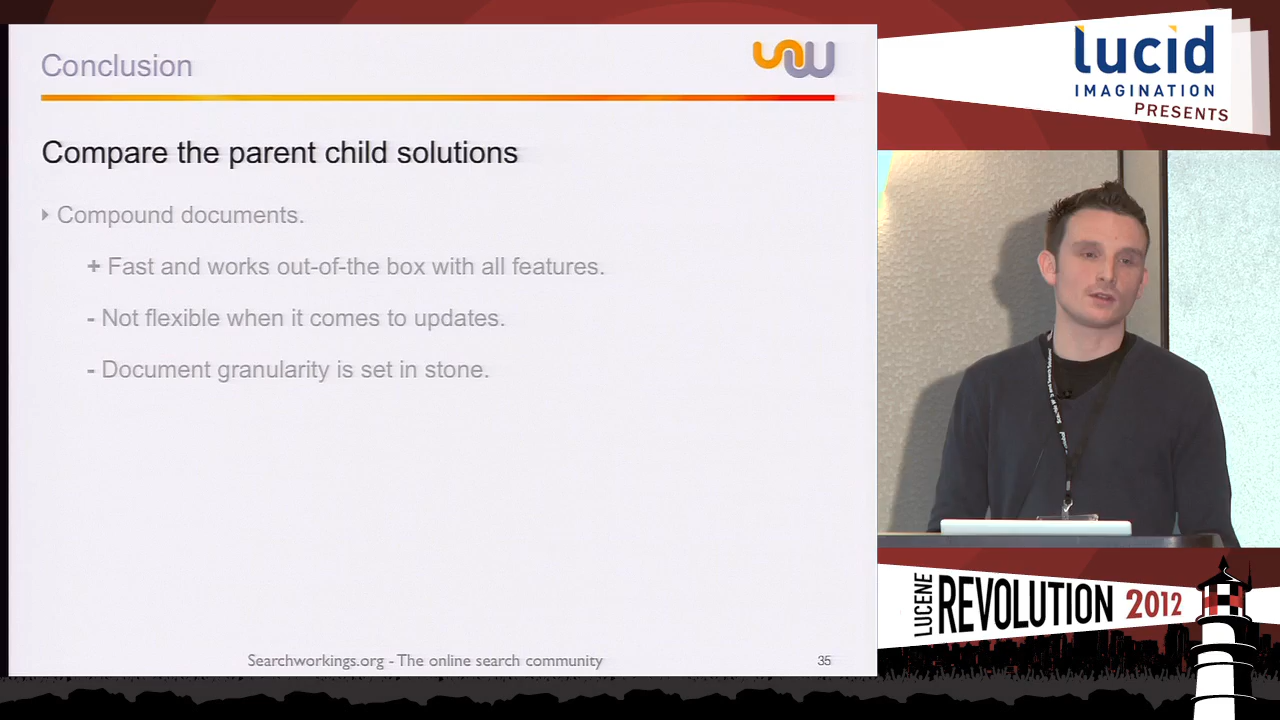 Conclusion
Compare the parent child solutions
Compound documents.
+ Fast and works out-of-the box with all features.
- Not flexible when it comes to updates.
- Document granularity is set in stone.
Searchworkings.org - The online search community
35
lucid
IMAGINATION
PRESENTS
LUCENE
REVOLUTION 2012